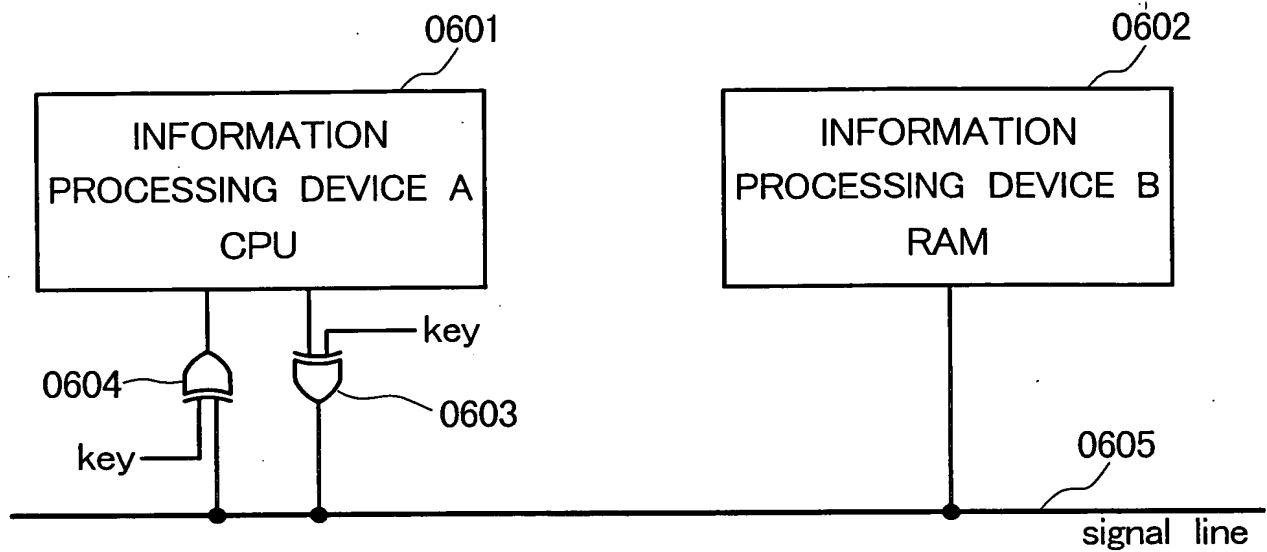 0601
0602
INFORMATION
PROCESSING DEVICE A
CPU
INFORMATION
PROCESSING DEVICE B
RAM
key
0604
0603
key
0605
signal line